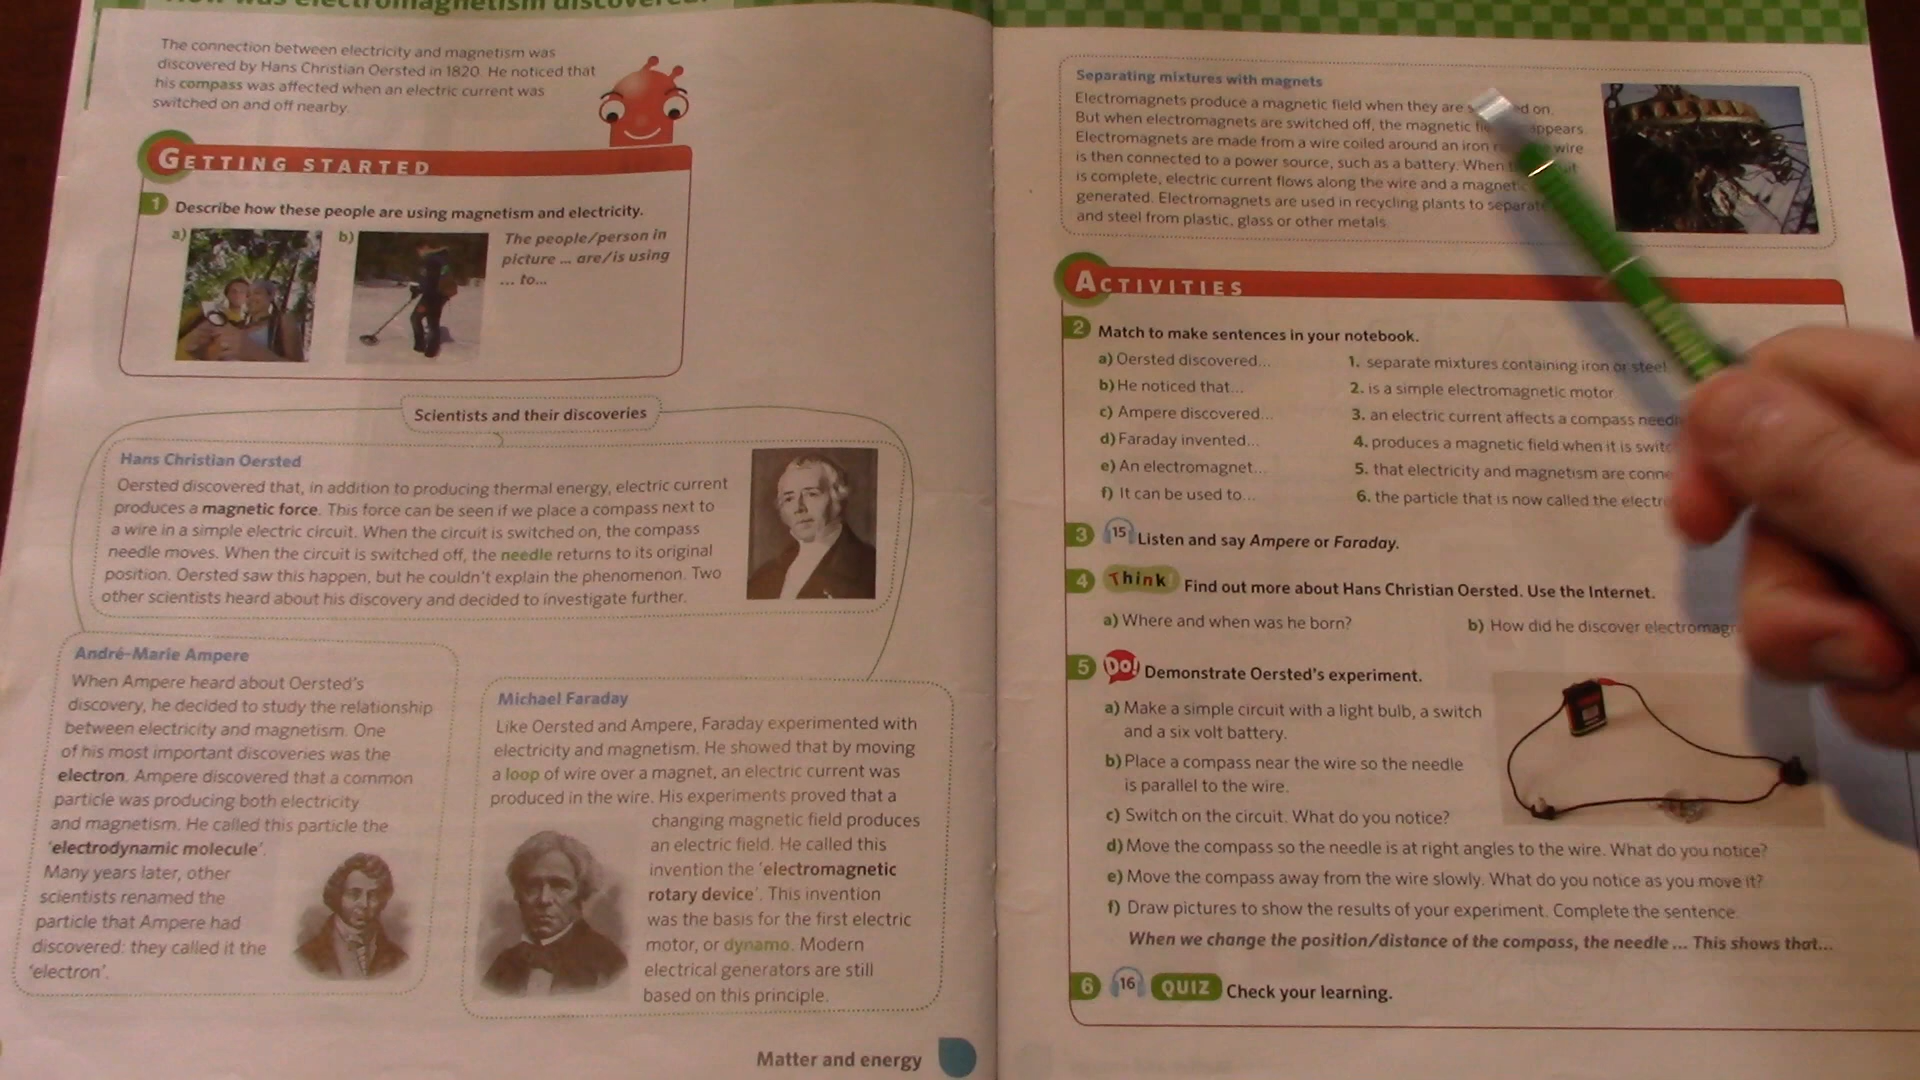 How was electromagnetism discovered?
The connection between electricity and magnetism was
discovered by Hans Christian Oersted in 1820. He noticed that
his compass was affected when an electric current was
switched on and off nearby.
GETTING STARTED
1 Describe how these people are using magnetism and electricity.
a)
b)
The people/person in
picture ... are/is using
... to...
Scientists and their discoveries
Hans Christian Oersted
Oersted discovered that, in addition to producing thermal energy, electric current
produces a magnetic force. This force can be seen if we place a compass next to
a wire in a simple electric circuit. When the circuit is switched on, the compass
needle moves. When the circuit is switched off, the needle returns to its original
position. Oersted saw this happen, but he couldn't explain the phenomenon. Two
other scientists heard about his discovery and decided to investigate further.
André-Marie Ampere
When Ampere heard about Oersted's
discovery, he decided to study the relationship
between electricity and magnetism. One
of his most important discoveries was the
electron. Ampere discovered that a common
particle was producing both electricity
and magnetism. He called this particle the
'electrodynamic molecule'.
Many years later, other
scientists renamed the
particle that Ampere had
discovered: they called it the
'electron'.
Michael Faraday
Like Oersted and Ampere, Faraday experimented with
electricity and magnetism. He showed that by moving
a loop of wire over a magnet, an electric current was
produced in the wire. His experiments proved that a
changing magnetic field produces
an electric field. He called this
invention the 'electromagnetic
rotary device'. This invention
was the basis for the first electric
motor, or dynamo. Modern
electrical generators are still
based on this principle.
Matter and energy
Separating mixtures with magnets
Electromagnets produce a magnetic field when they are on.
But when electromagnets are switched off, the magnetic
Electromagnets are made from a wire coiled around an iron wire
is then connected to a power source, such as a battery. When
is complete, electric current flows along the wire and a
generated. Electromagnets are used in recycling plants to
and steel from plastic, glass or other metals.
ACTIVITIES
2 Match to make sentences in your notebook.
a) Oersted discovered...
b) He noticed that...
c) Ampere discovered...
d) Faraday invented...
e) An electromagnet...
f) It can be used to...
1. separate mixtures containing iron or steel
2. is a simple electromagnetic motor
3. an electric current affects a compass
4. produces a magnetic field when it is
5. that electricity and magnetism are
6. the particle that is now called the
3 15 Listen and say Ampere or Faraday.
4 Think Find out more about Hans Christian Oersted. Use the Internet.
a) Where and when was he born?
b) How did he discover
5 DO! Demonstrate Oersted's experiment.
a) Make a simple circuit with a light bulb, a switch
and a six volt battery.
b) Place a compass near the wire so the needle
is parallel to the wire.
c) Switch on the circuit. What do you notice?
d) Move the compass so the needle is at right angles to the wire. What do you notice?
e) Move the compass away from the wire slowly. What do you notice as you move it?
f) Draw pictures to show the results of your experiment. Complete the sentence.
When we change the position/distance of the compass, the needle ... This shows that...
6 16 QUIZ Check your learning.